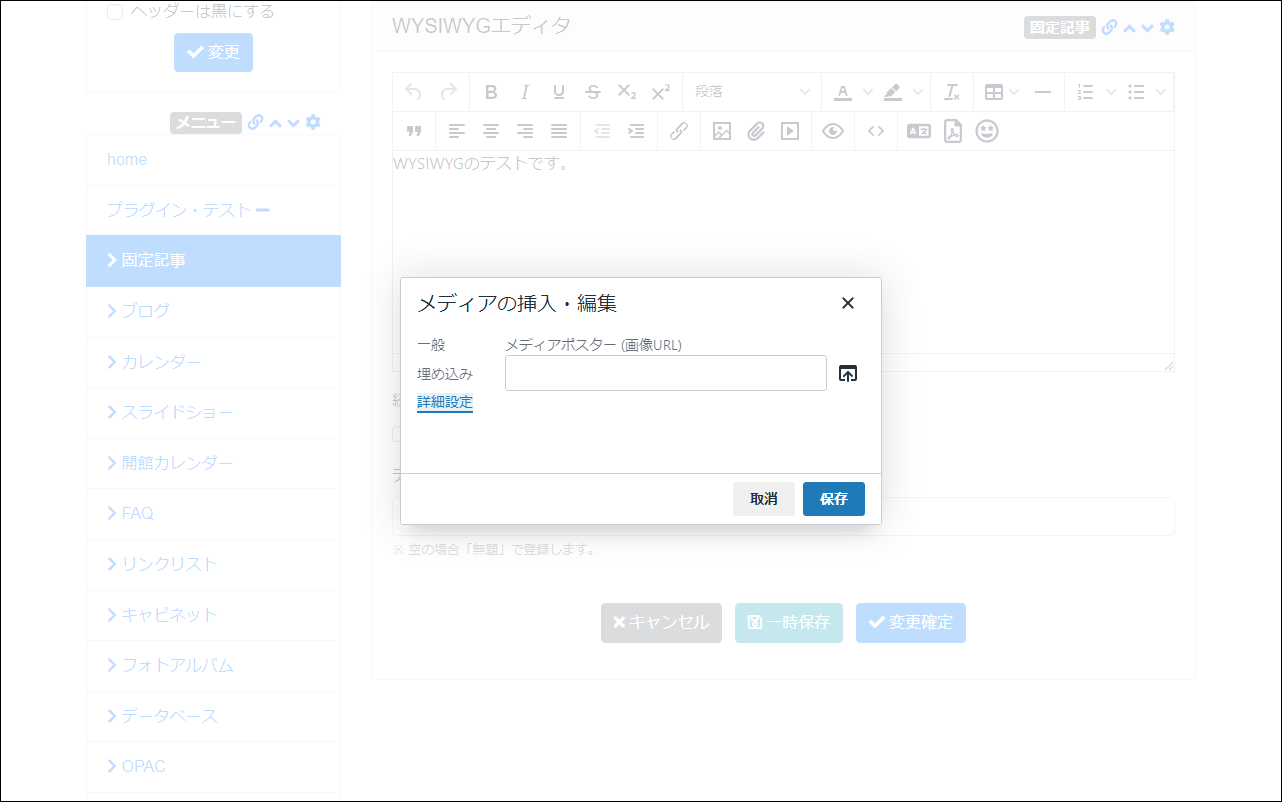 ヘッダーは黒にする
変更
メニュー
home
プラグイン・テスト
固定記事
ブログ
カレンダー
スライドショー
開館カレンダー
FAQ
リンクリスト
キャビネット
フォトアルバム
データベース
OPAC
WYSIWYGエディタ
固定記事
段落
WYSIWYGのテストです。
メディアの挿入・編集
一般
メディアポスター (画像URL)
埋め込み
詳細設定
取消
保存
※ 空の場合「無題」で登録します。
キャンセル
一時保存
変更確定